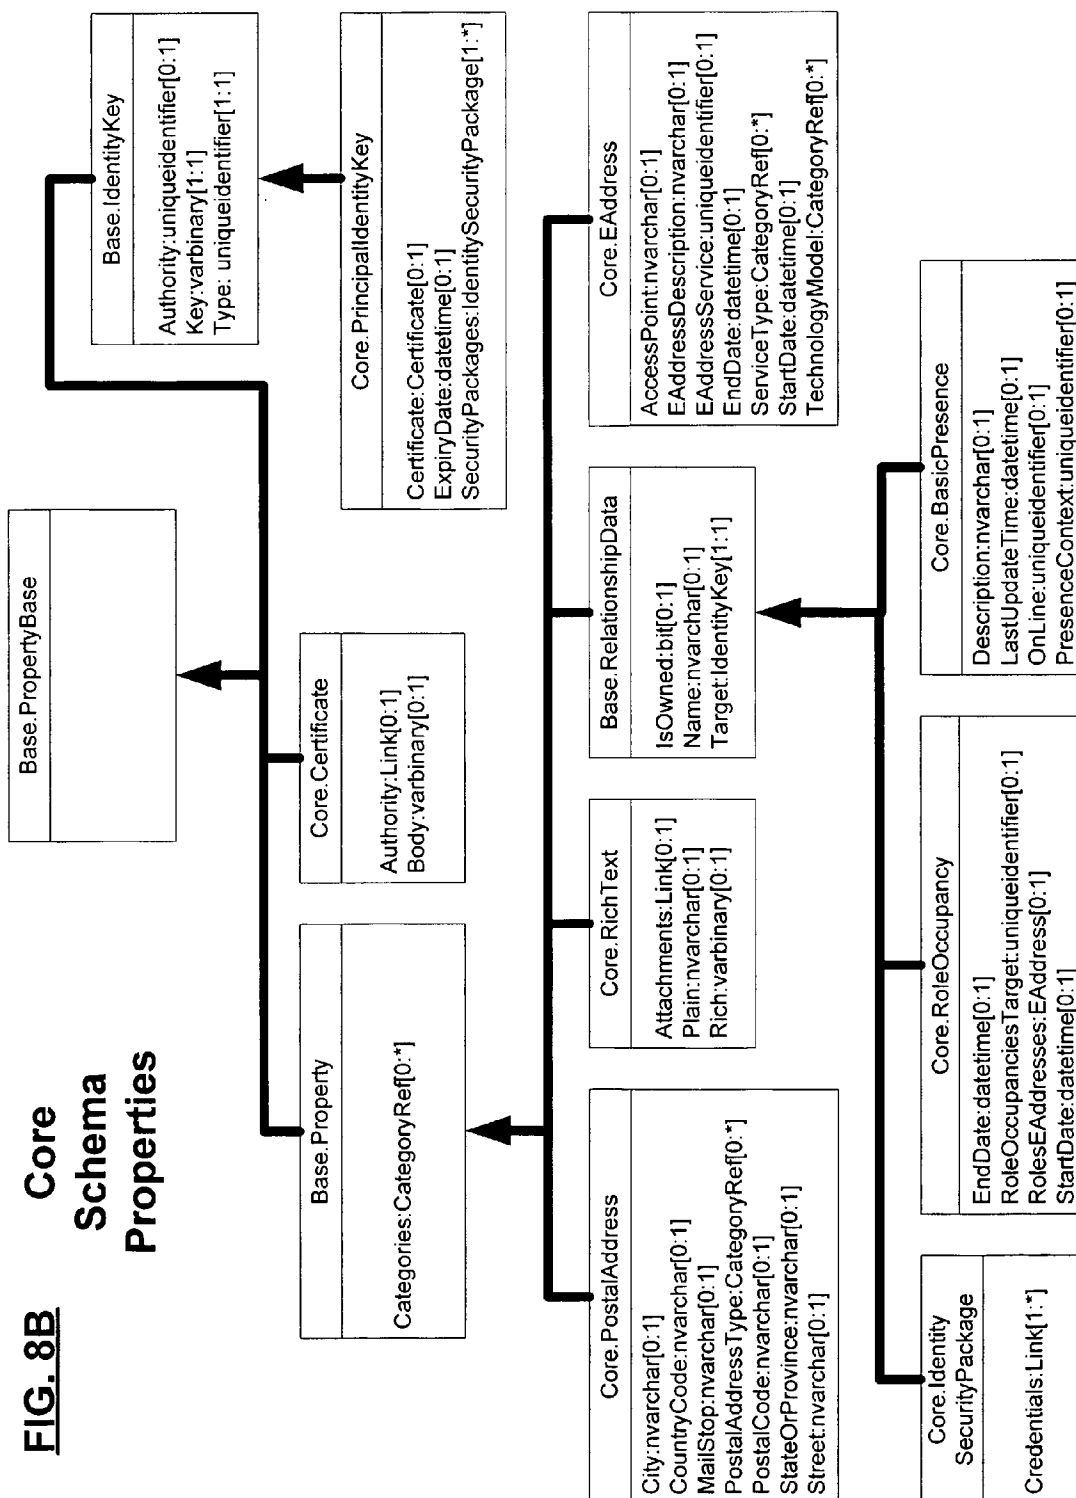 FIG. 8B
Core
Schema
Properties
Base.PropertyBase
Base.IdentityKey
Authority:uniqueidentifier[0:1]
Key:varbinary[1:1]
Type: uniqueidentifier[1:1]
Base.Property
Categories:CategoryRef[0:*]
Core.Certificate
Authority:Link[0:1]
Body:varbinary[0:1]
Core.PrincipalIdentityKey
Certificate:Certificate[0:1]
ExpiryDate:datetime[0:1]
SecurityPackages:IdentitySecurityPackage[1:*]
Core.PostalAddress
City:nvarchar[0:1]
CountryCode:nvarchar[0:1]
MailStop:nvarchar[0:1]
PostalAddressType:CategoryRef[0:*]
PostalCode:nvarchar[0:1]
StateOrProvince:nvarchar[0:1]
Street:nvarchar[0:1]
Core.RichText
Attachments:Link[0:1]
Plain:nvarchar[0:1]
Rich:varbinary[0:1]
Base.RelationshipData
IsOwned:bit[0:1]
Name:nvarchar[0:1]
Target:IdentityKey[1:1]
Core.EAddress
AccessPoint:nvarchar[0:1]
EAddressDescription:nvarchar[0:1]
EAddressService:uniqueidentifier[0:1]
EndDate:datetime[0:1]
ServiceType:CategoryRef[0:*]
StartDate:datetime[0:1]
TechnologyModel:CategoryRef[0:*]
Core.Identity
SecurityPackage
Credentials:Link[1:*]
Core.RoleOccupancy
EndDate:datetime[0:1]
RoleOccupanciesTarget:uniqueidentifier[0:1]
RolesEAddresses:EAddress[0:1]
StartDate:datetime[0:1]
Core.BasicPresence
Description:nvarchar[0:1]
LastUpdateTime:datetime[0:1]
OnLine:uniqueidentifier[0:1]
PresenceContext:uniqueidentifier[0:1]